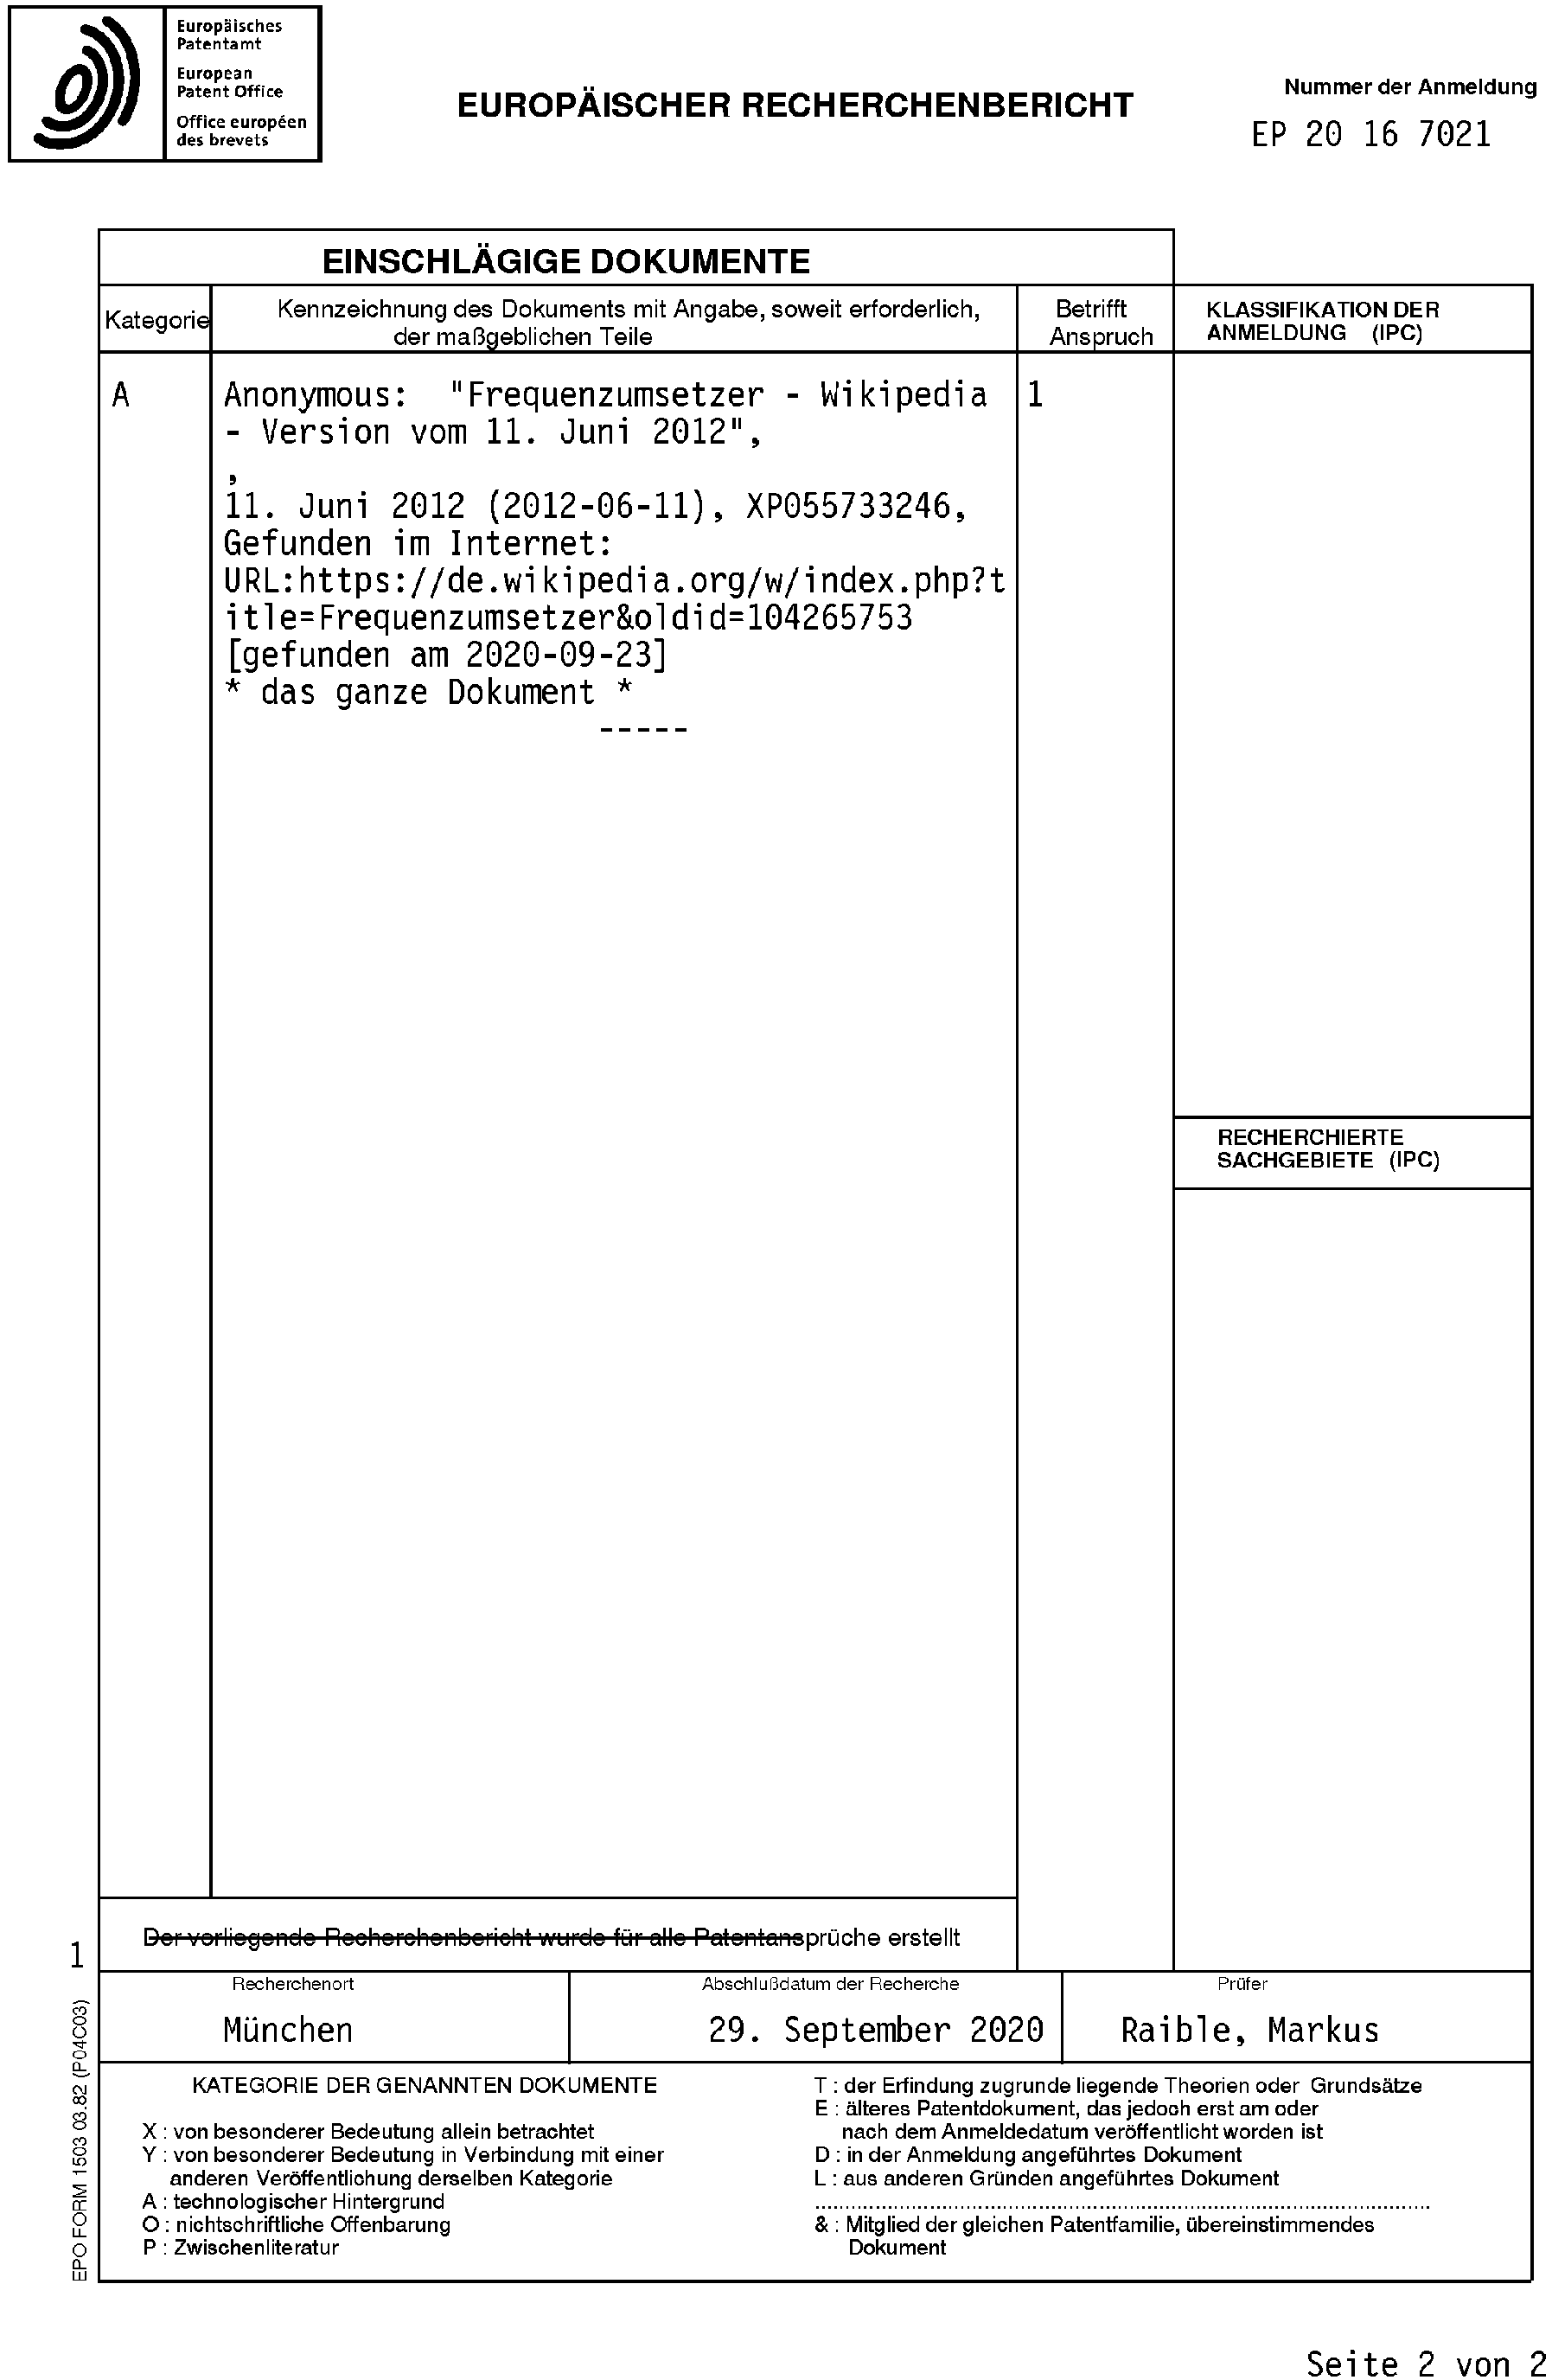 Europäisches
Patentamt
European
Patent Office
Office européen
des brevets
EUROPÄISCHER RECHERCHENBERICHT
Nummer der Anmeldung
EP 20 16 7021
EINSCHLÄGIGE DOKUMENTE
Kategorie
Kennzeichnung des Dokuments mit Angabe, soweit erforderlich,
der maßgeblichen Teile
Betrifft
Anspruch
KLASSIFIKATION DER
ANMELDUNG (IPC)
A
Anonymous: "Frequenzumsetzer - Wikipedia
1
- Version vom 11. Juni 2012",
,
11. Juni 2012 (2012-06-11), XP055733246,
Gefunden im Internet:
URL:https://de.wikipedia.org/w/index.php?t
itle=Frequenzumsetzer&oldid=104265753
[gefunden am 2020-09-23]
* das ganze Dokument *
-----
RECHERCHIERTE
SACHGEBIETE (IPC)
Der vorliegende Recherchenbericht wurde für alle Patentansprüche erstellt
1
Recherchenort
München
Abschlußdatum der Recherche
29. September 2020
Prüfer
Raible, Markus
EPO FORM 1503 03.82 (P04C03)
KATEGORIE DER GENANNTEN DOKUMENTE
X : von besonderer Bedeutung allein betrachtet
Y : von besonderer Bedeutung in Verbindung mit einer
anderen Veröffentlichung derselben Kategorie
A : technologischer Hintergrund
O : nichtschriftliche Offenbarung
P : Zwischenliteratur
T : der Erfindung zugrunde liegende Theorien oder Grundsätze
E : älteres Patentdokument, das jedoch erst am oder
nach dem Anmeldedatum veröffentlicht worden ist
D : in der Anmeldung angeführtes Dokument
L : aus anderen Gründen angeführtes Dokument
& : Mitglied der gleichen Patentfamilie, übereinstimmendes
Dokument
Seite 2 von 2